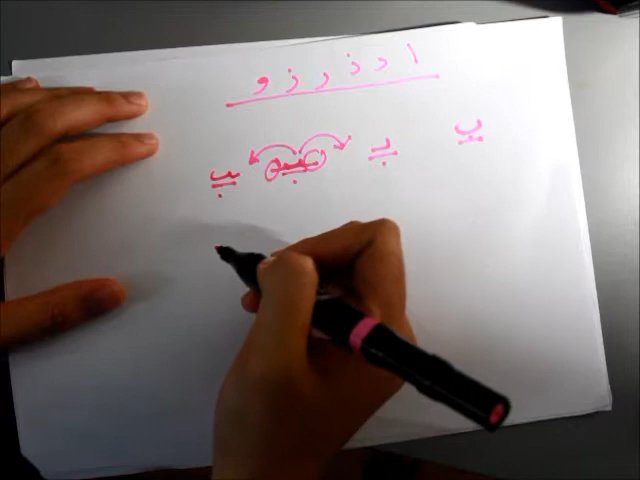 ا د ذ ر ز و
ب بـ ـبـ ـب